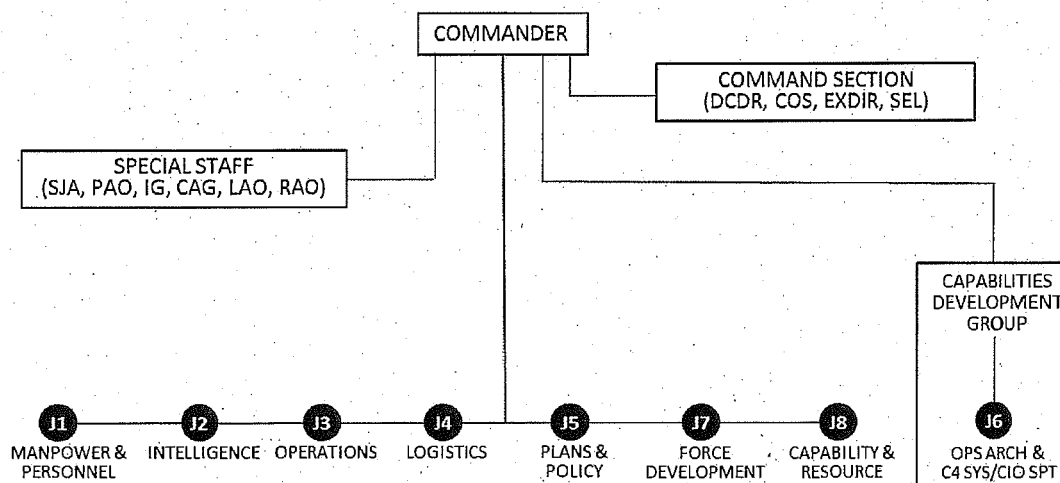 COMMANDER
COMMAND SECTION
(DCDR, COS, EXDIR, SEL)
SPECIAL STAFF
(SJA, PAO, IG, CAG, LAO, RAO)
CAPABILITIES
DEVELOPMENT
GROUP
J1
MANPOWER &
PERSONNEL
J2
INTELLIGENCE
J3
OPERATIONS
J4
LOGISTICS
J5
PLANS &
POLICY
J7
FORCE
DEVELOPMENT
J8
CAPABILITY &
RESOURCE
J6
OPS ARCH &
C4 SYS/CIO SPT